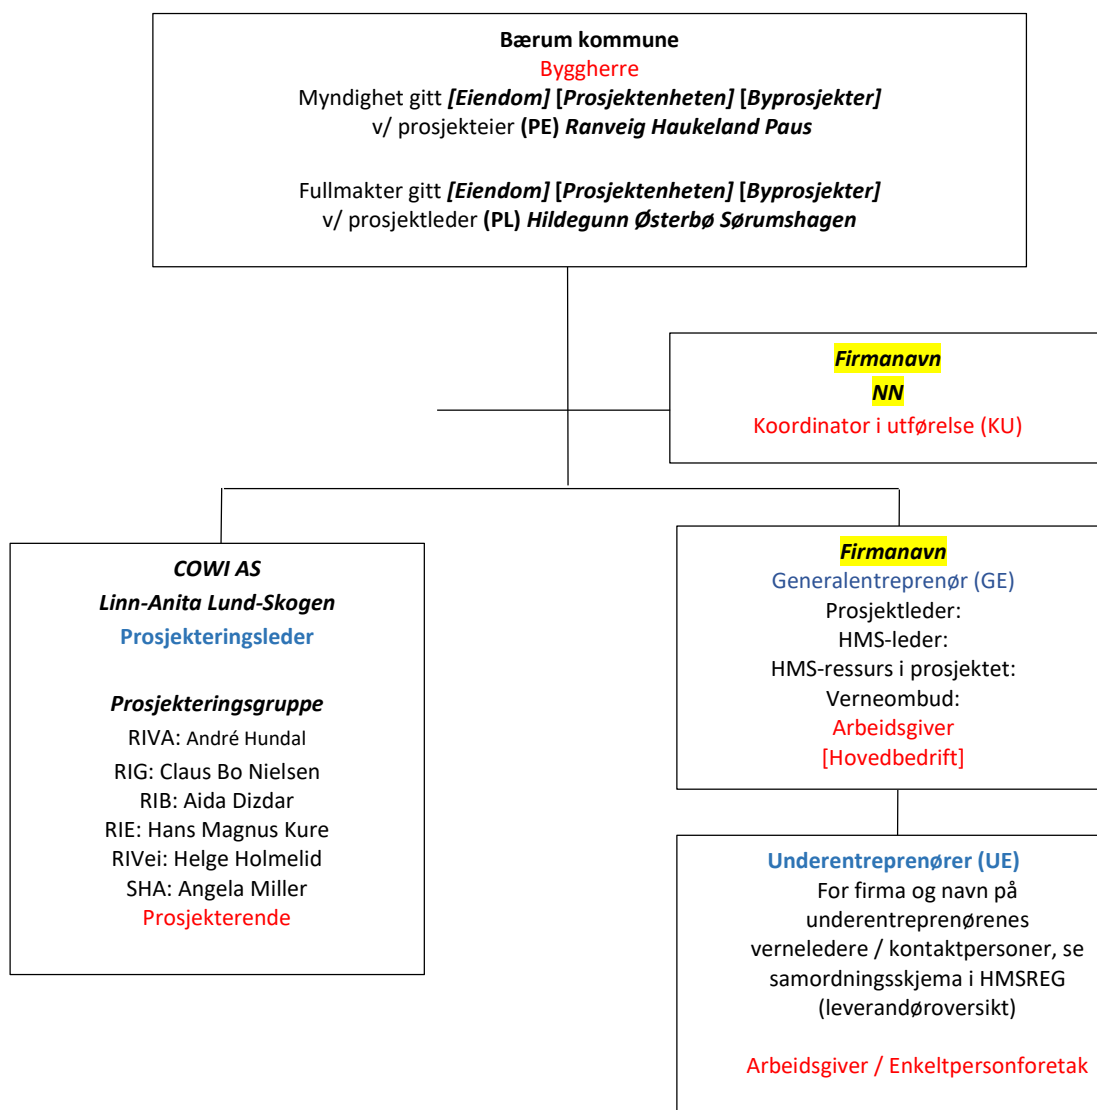 Bærum kommune
Byggherre
Myndighet gitt [Eiendom] [Prosjektenheten] [Byprosjekter]
v/ prosjekteier (PE) Ranveig Haukeland Paus
Fullmakter gitt [Eiendom] [Prosjektenheten] [Byprosjekter]
v/ prosjektleder (PL) Hildegunn Østerbø Sørumshagen
Firmanavn
NN
Koordinator i utførelse (KU)
COWI AS
Linn-Anita Lund-Skogen
Prosjekteringsleder
Prosjekteringsgruppe
RIVA: André Hundal
RIG: Claus Bo Nielsen
RIB: Aida Dizdar
RIE: Hans Magnus Kure
RIVei: Helge Holmelid
SHA: Angela Miller
Prosjekterende
Firmanavn
Generalentreprenør (GE)
Prosjektleder:
HMS-leder:
HMS-ressurs i prosjektet:
Verneombud:
Arbeidsgiver
[Hovedbedrift]
Underentreprenører (UE)
For firma og navn på
underentreprenørenes
verneledere / kontaktpersoner, se
samordningsskjema i HMSREG
(leverandøroversikt)
Arbeidsgiver / Enkeltpersonforetak